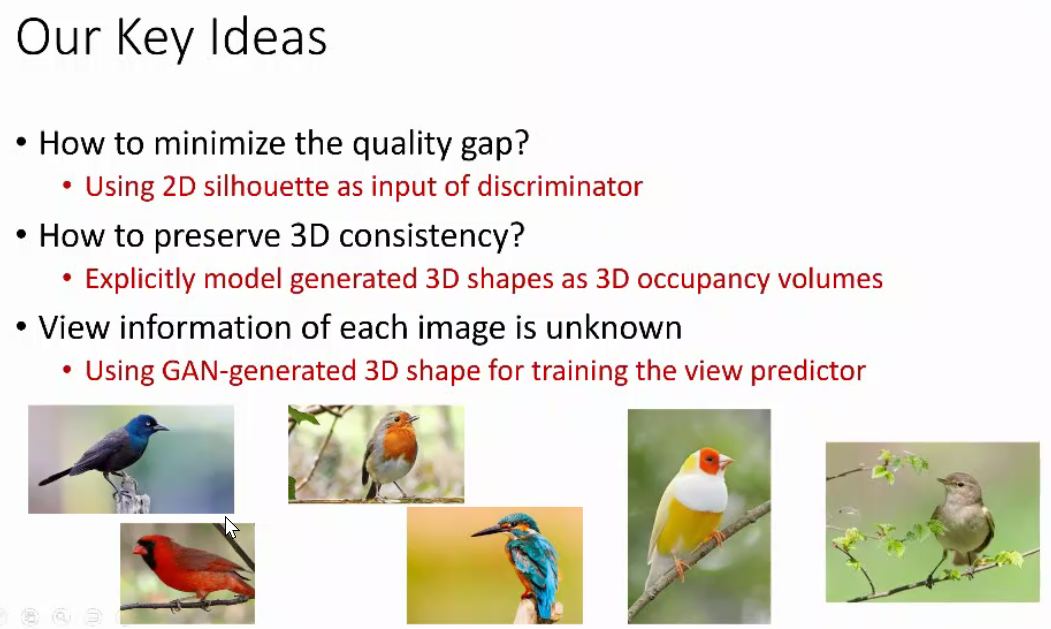 Our Key Ideas
• How to minimize the quality gap?
• Using 2D silhouette as input of discriminator
• How to preserve 3D consistency?
• Explicitly model generated 3D shapes as 3D occupancy volumes
• View information of each image is unknown
• Using GAN-generated 3D shape for training the view predictor